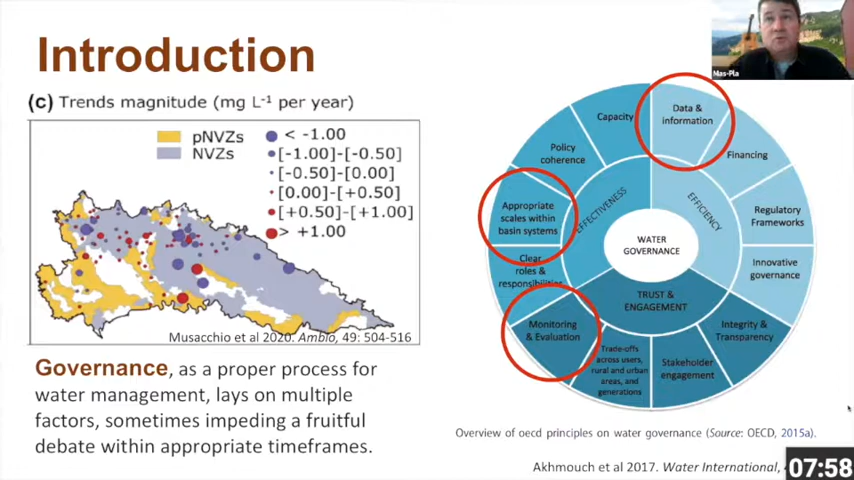 Introduction
(c) Trends magnitude (mg L⁻¹ per year)
pNVZs
NVZs
< -1.00
[-1.00]-[-0.50]
[-0.50]-[0.00]
[0.00]-[+0.50]
[+0.50]-[+1.00]
> +1.00
Musacchio et al 2020. Ambio, 49: 504-516
Governance, as a proper process for
water management, lays on multiple
factors, sometimes impeding a fruitful
debate within appropriate timeframes.
Mas-Pla
WATER
GOVERNANCE
EFFECTIVENESS
EFFICIENCY
TRUST &
ENGAGEMENT
Capacity
Policy
coherence
Appropriate
scales within
basin systems
Clear
roles &
responsibilities
Data &
information
Financing
Regulatory
Frameworks
Innovative
governance
Integrity &
Transparency
Stakeholder
engagement
Trade-offs
across users,
rural and urban
areas, and
generations
Monitoring
& Evaluation
Overview of oecd principles on water governance (Source: OECD, 2015a).
Akhmouch et al 2017. Water International,
07:58